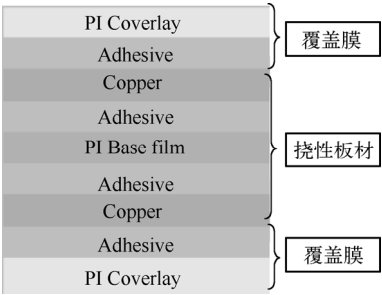 PI Coverlay
Adhesive
覆盖膜
Copper
Adhesive
PI Base film
Adhesive
Copper
挠性板材
Adhesive
PI Coverlay
覆盖膜